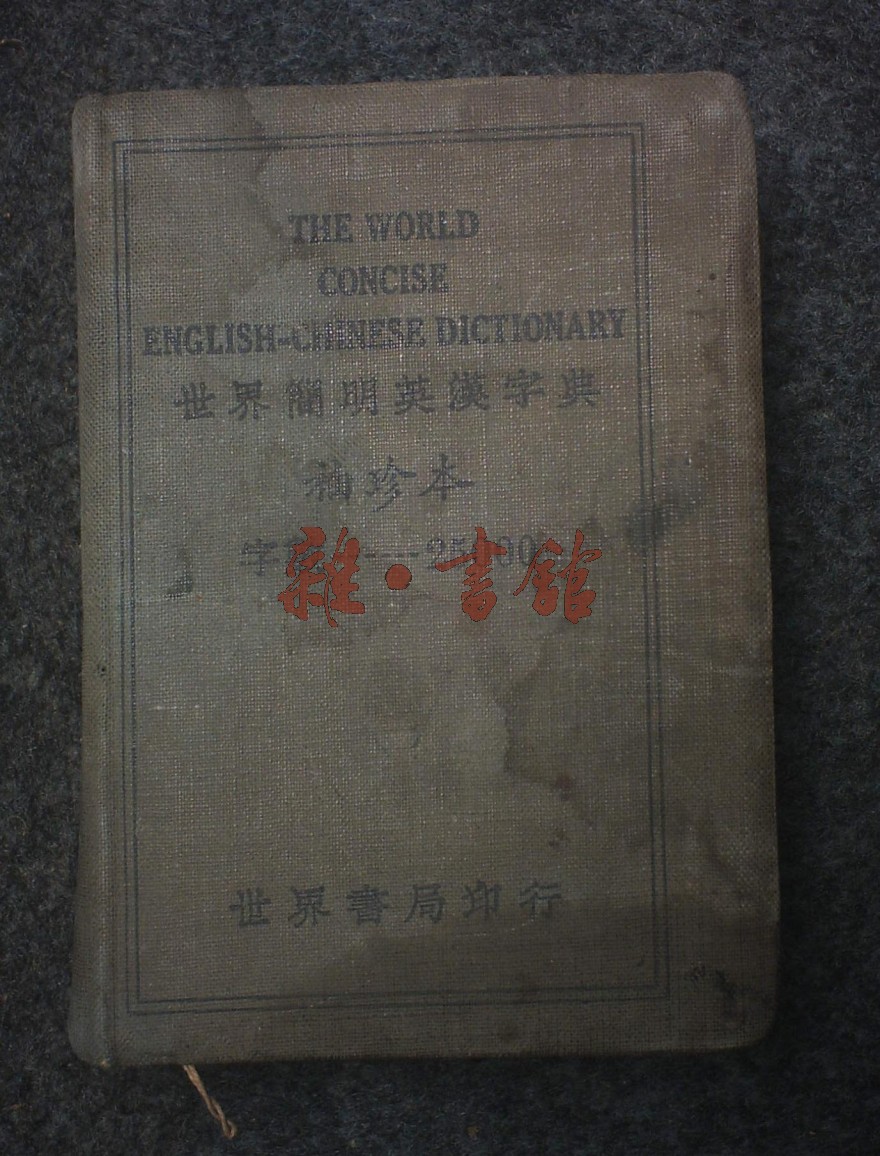 THE WORLD
CONCISE
ENGLISH-CHINESE DICTIONARY
世界簡明英漢字典
袖珍本
字
雜·書館
世界書局印行